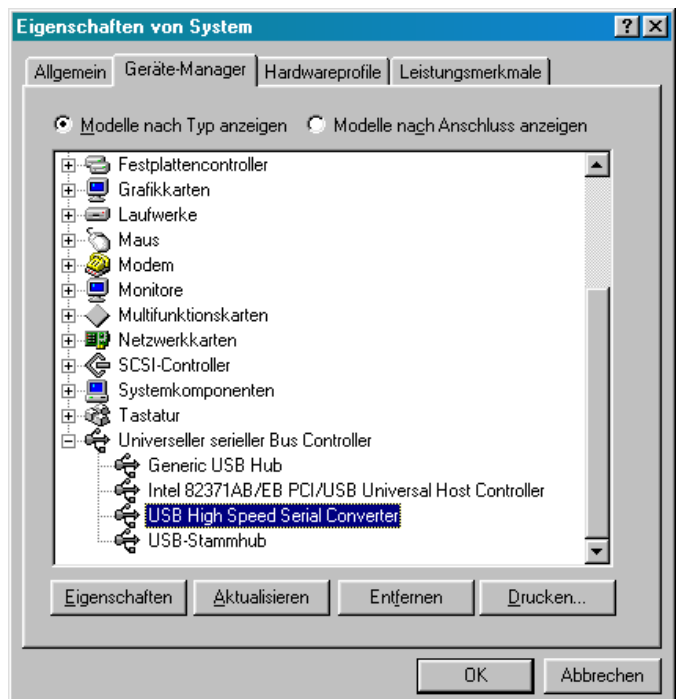 Eigenschaften von System
Allgemein Geräte-Manager Hardwareprofile Leistungsmerkmale
Modelle nach Typ anzeigen Modelle nach Anschluss anzeigen
Festplattencontroller
Grafikkarten
Laufwerke
Maus
Modem
Monitore
Multifunktionskarten
Netzwerkkarten
SCSI-Controller
Systemkomponenten
Tastatur
Universeller serieller Bus Controller
Generic USB Hub
Intel 82371AB/EB PCI/USB Universal Host Controller
USB High Speed Serial Converter
USB-Stammhub
Eigenschaften Aktualisieren Entfernen Drucken...
OK Abbrechen